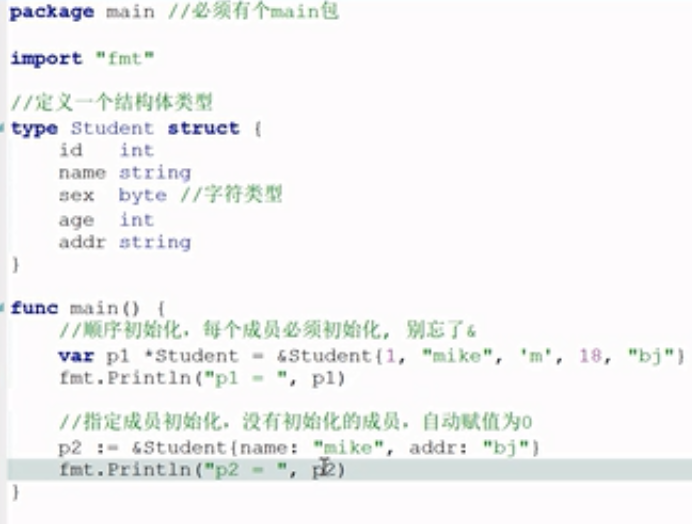 package main //必须有个main包
import "fmt"
//定义一个结构体类型
type Student struct {
id int
name string
sex byte //字符类型
age int
addr string
}
func main() {
//顺序初始化，每个成员必须初始化, 别忘了&
var p1 *Student = &Student{1, "mike", 'm', 18, "bj"}
fmt.Println("p1 = ", p1)
//指定成员初始化，没有初始化的成员，自动赋值为0
p2 := &Student{name: "mike", addr: "bj"}
fmt.Println("p2 = ", p2)
}